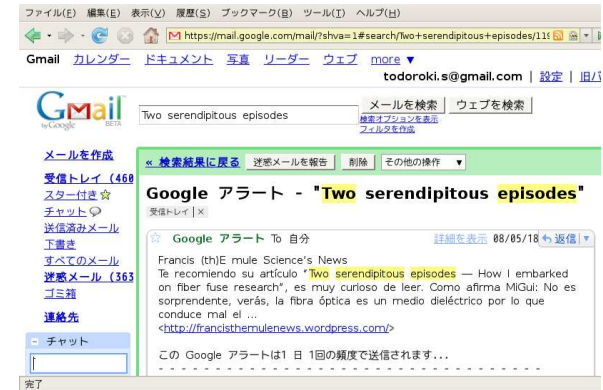 ファイル(F) 編集(E) 表示(V) 履歴(S) ブックマーク(B) ツール(T) ヘルプ(H)
https://mail.google.com/mail/?shva=1#search/Two+serendipitous+episodes/119
Gmail カレンダー ドキュメント 写真 リーダー ウェブ more ▼
todoroki.s@gmail.com | 設定 |
GMail by Google BETA
Two serendipitous episodes
メールを検索 ウェブを検索
検索オプションを表示
フィルタを作成
メールを作成
受信トレイ (468
スター付き
チャット
送信済みメール
下書き
すべてのメール
迷惑メール (363
ゴミ箱
連絡先
チャット
« 検索結果に戻る 迷惑メールを報告 削除 その他の操作 ▼
Google アラート - "Two serendipitous episodes"
受信トレイ | ×
Google アラート To 自分 詳細を表示 08/05/18 返信 ▼
Francis (th)E mule Science's News
Te recomiendo su artículo "Two serendipitous episodes — How I embarked
on fiber fuse research", es muy curioso de leer. Como afirma MiGui: No es
sorprendente, verás, la fibra óptica es un medio dieléctrico por lo que
conduce mal el ...
<http://francisthemulenews.wordpress.com/>
この Google アラートは1 日 1回の頻度で送信されます...
完了